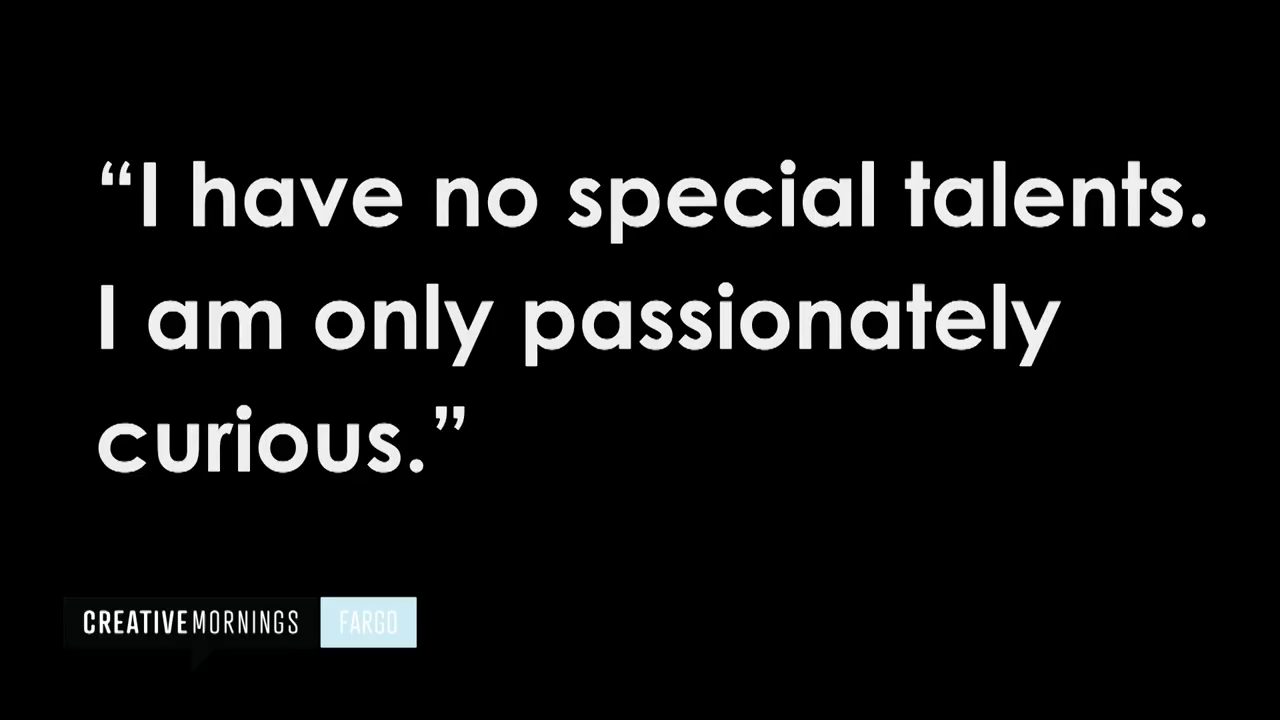 “I have no special talents.
I am only passionately
curious.”
CREATIVEMORNINGS FARGO